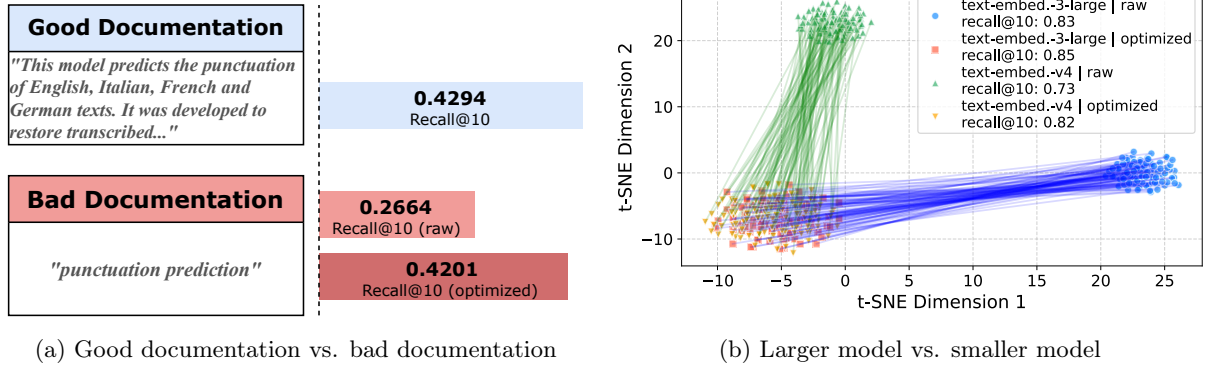 Good Documentation
"This model predicts the punctuation
of English, Italian, French and
German texts. It was developed to
restore transcribed..."
0.4294
Recall@10
Bad Documentation
"punctuation prediction"
0.2664
Recall@10 (raw)
0.4201
Recall@10 (optimized)
(a) Good documentation vs. bad documentation
t-SNE Dimension 2
20
10
0
−10
−10
−5
0
5
10
15
20
25
t-SNE Dimension 1
text-embed.-3-large | raw
recall@10: 0.83
text-embed.-3-large | optimized
recall@10: 0.85
text-embed.-v4 | raw
recall@10: 0.73
text-embed.-v4 | optimized
recall@10: 0.82
(b) Larger model vs. smaller model